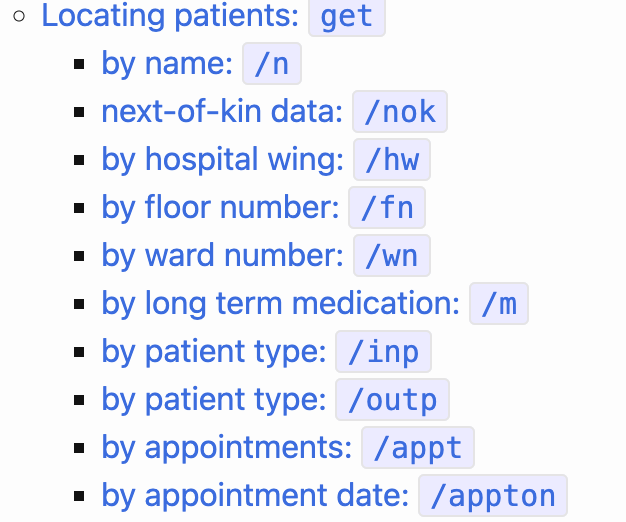 Locating patients: get
by name: /n
next-of-kin data: /nok
by hospital wing: /hw
by floor number: /fn
by ward number: /wn
by long term medication: /m
by patient type: /inp
by patient type: /outp
by appointments: /appt
by appointment date: /appton